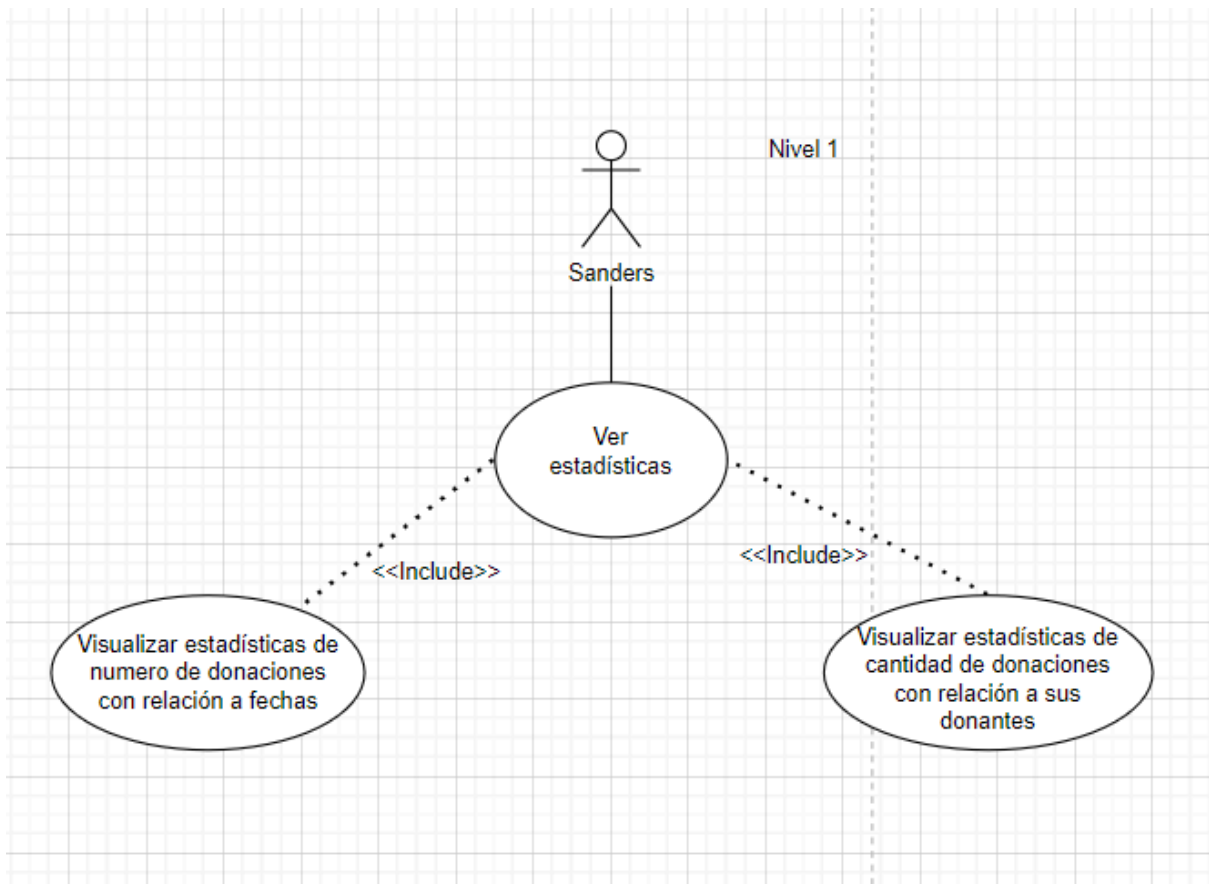 Nivel 1
Sanders
Ver
estadísticas
<<Include>>
<<Include>>
Visualizar estadísticas de
numero de donaciones
con relación a fechas
Visualizar estadísticas de
cantidad de donaciones
con relación a sus
donantes